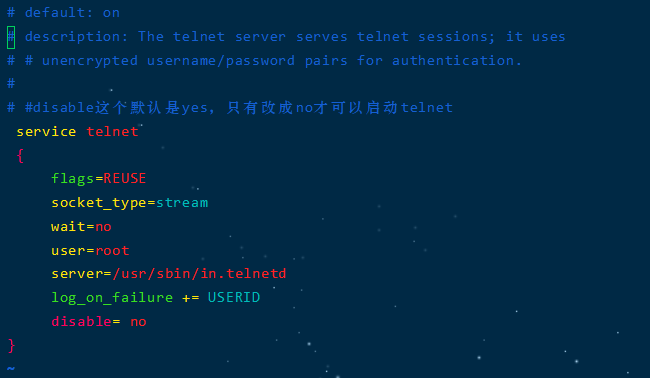 # default: on
# description: The telnet server serves telnet sessions; it uses
# # unencrypted username/password pairs for authentication.
#
# #disable这个默认是yes，只有改成no才可以启动telnet
service telnet
{
flags=REUSE
socket_type=stream
wait=no
user=root
server=/usr/sbin/in.telnetd
log_on_failure += USERID
disable= no
}
~